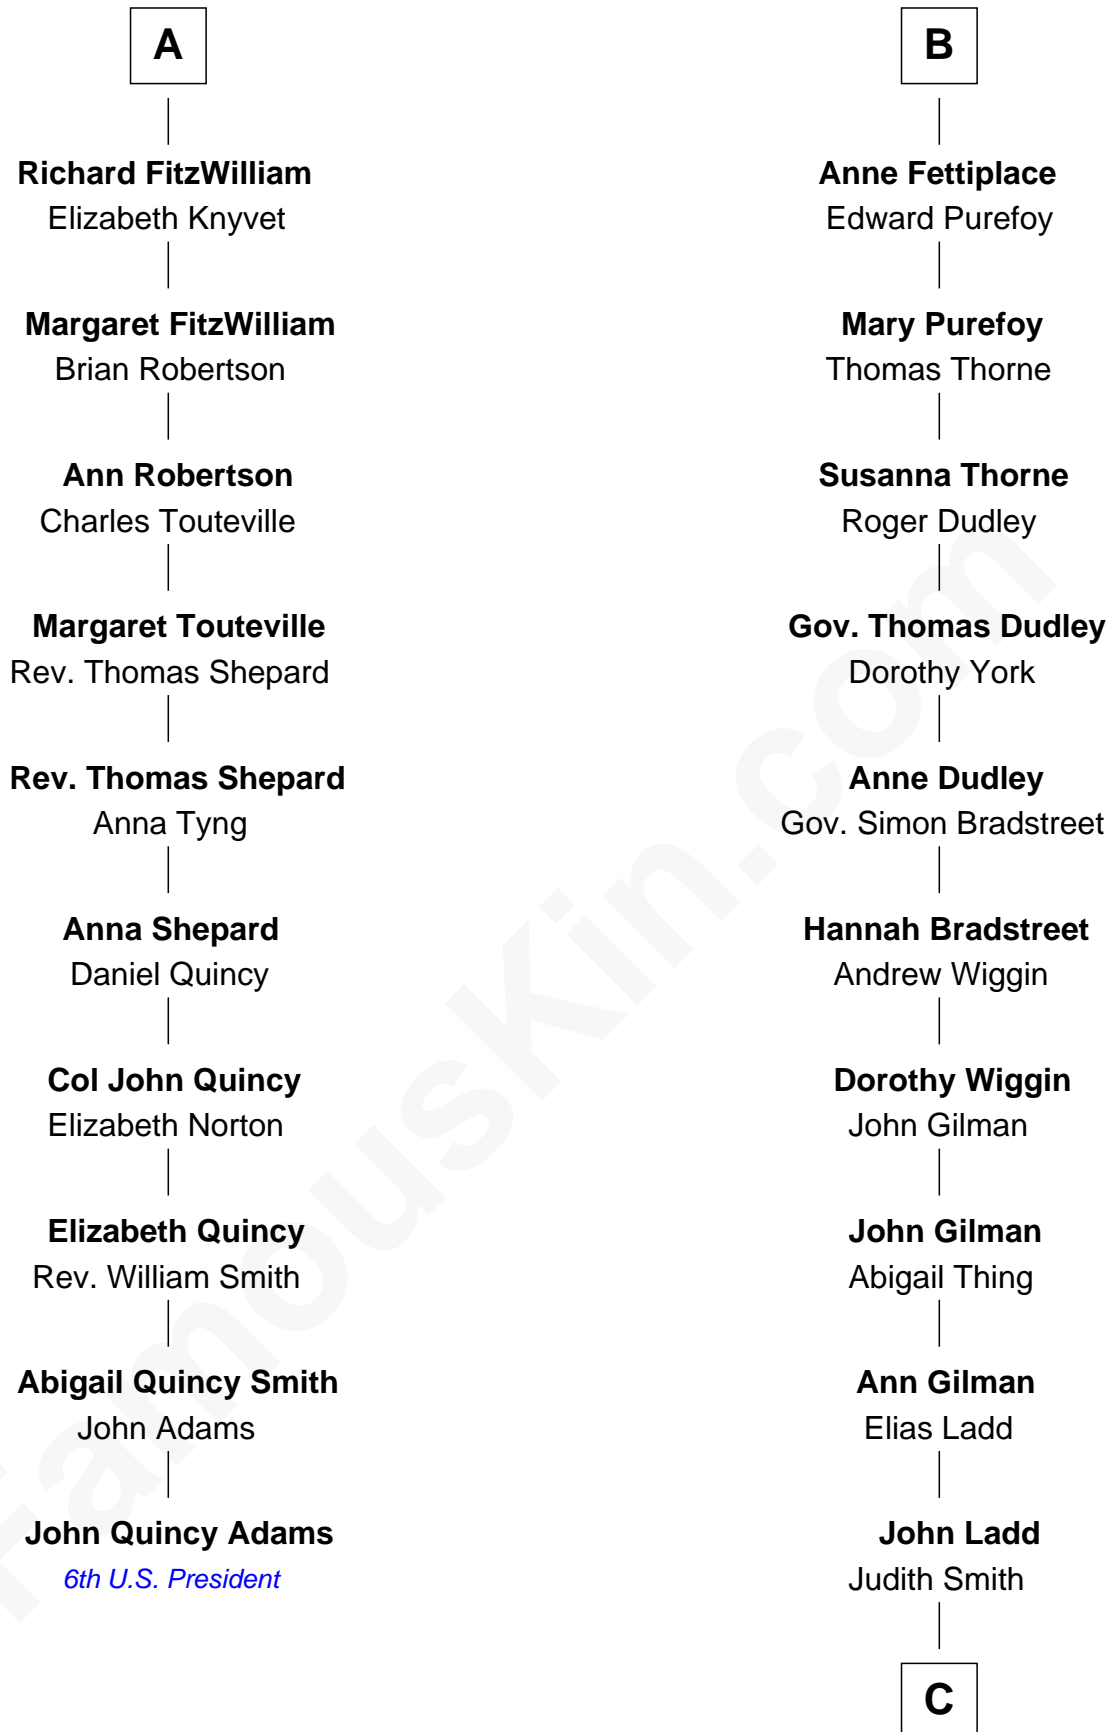 A
Richard FitzWilliam
Elizabeth Knyvet
Margaret FitzWilliam
Brian Robertson
Ann Robertson
Charles Touteville
Margaret Touteville
Rev. Thomas Shepard
Rev. Thomas Shepard
Anna Tyng
Anna Shepard
Daniel Quincy
Col John Quincy
Elizabeth Norton
Elizabeth Quincy
Rev. William Smith
Abigail Quincy Smith
John Adams
John Quincy Adams
6th U.S. President
B
Anne Fettiplace
Edward Purefoy
Mary Purefoy
Thomas Thorne
Susanna Thorne
Roger Dudley
Gov. Thomas Dudley
Dorothy York
Anne Dudley
Gov. Simon Bradstreet
Hannah Bradstreet
Andrew Wiggin
Dorothy Wiggin
John Gilman
John Gilman
Abigail Thing
Ann Gilman
Elias Ladd
John Ladd
Judith Smith
C
FamousKin.com